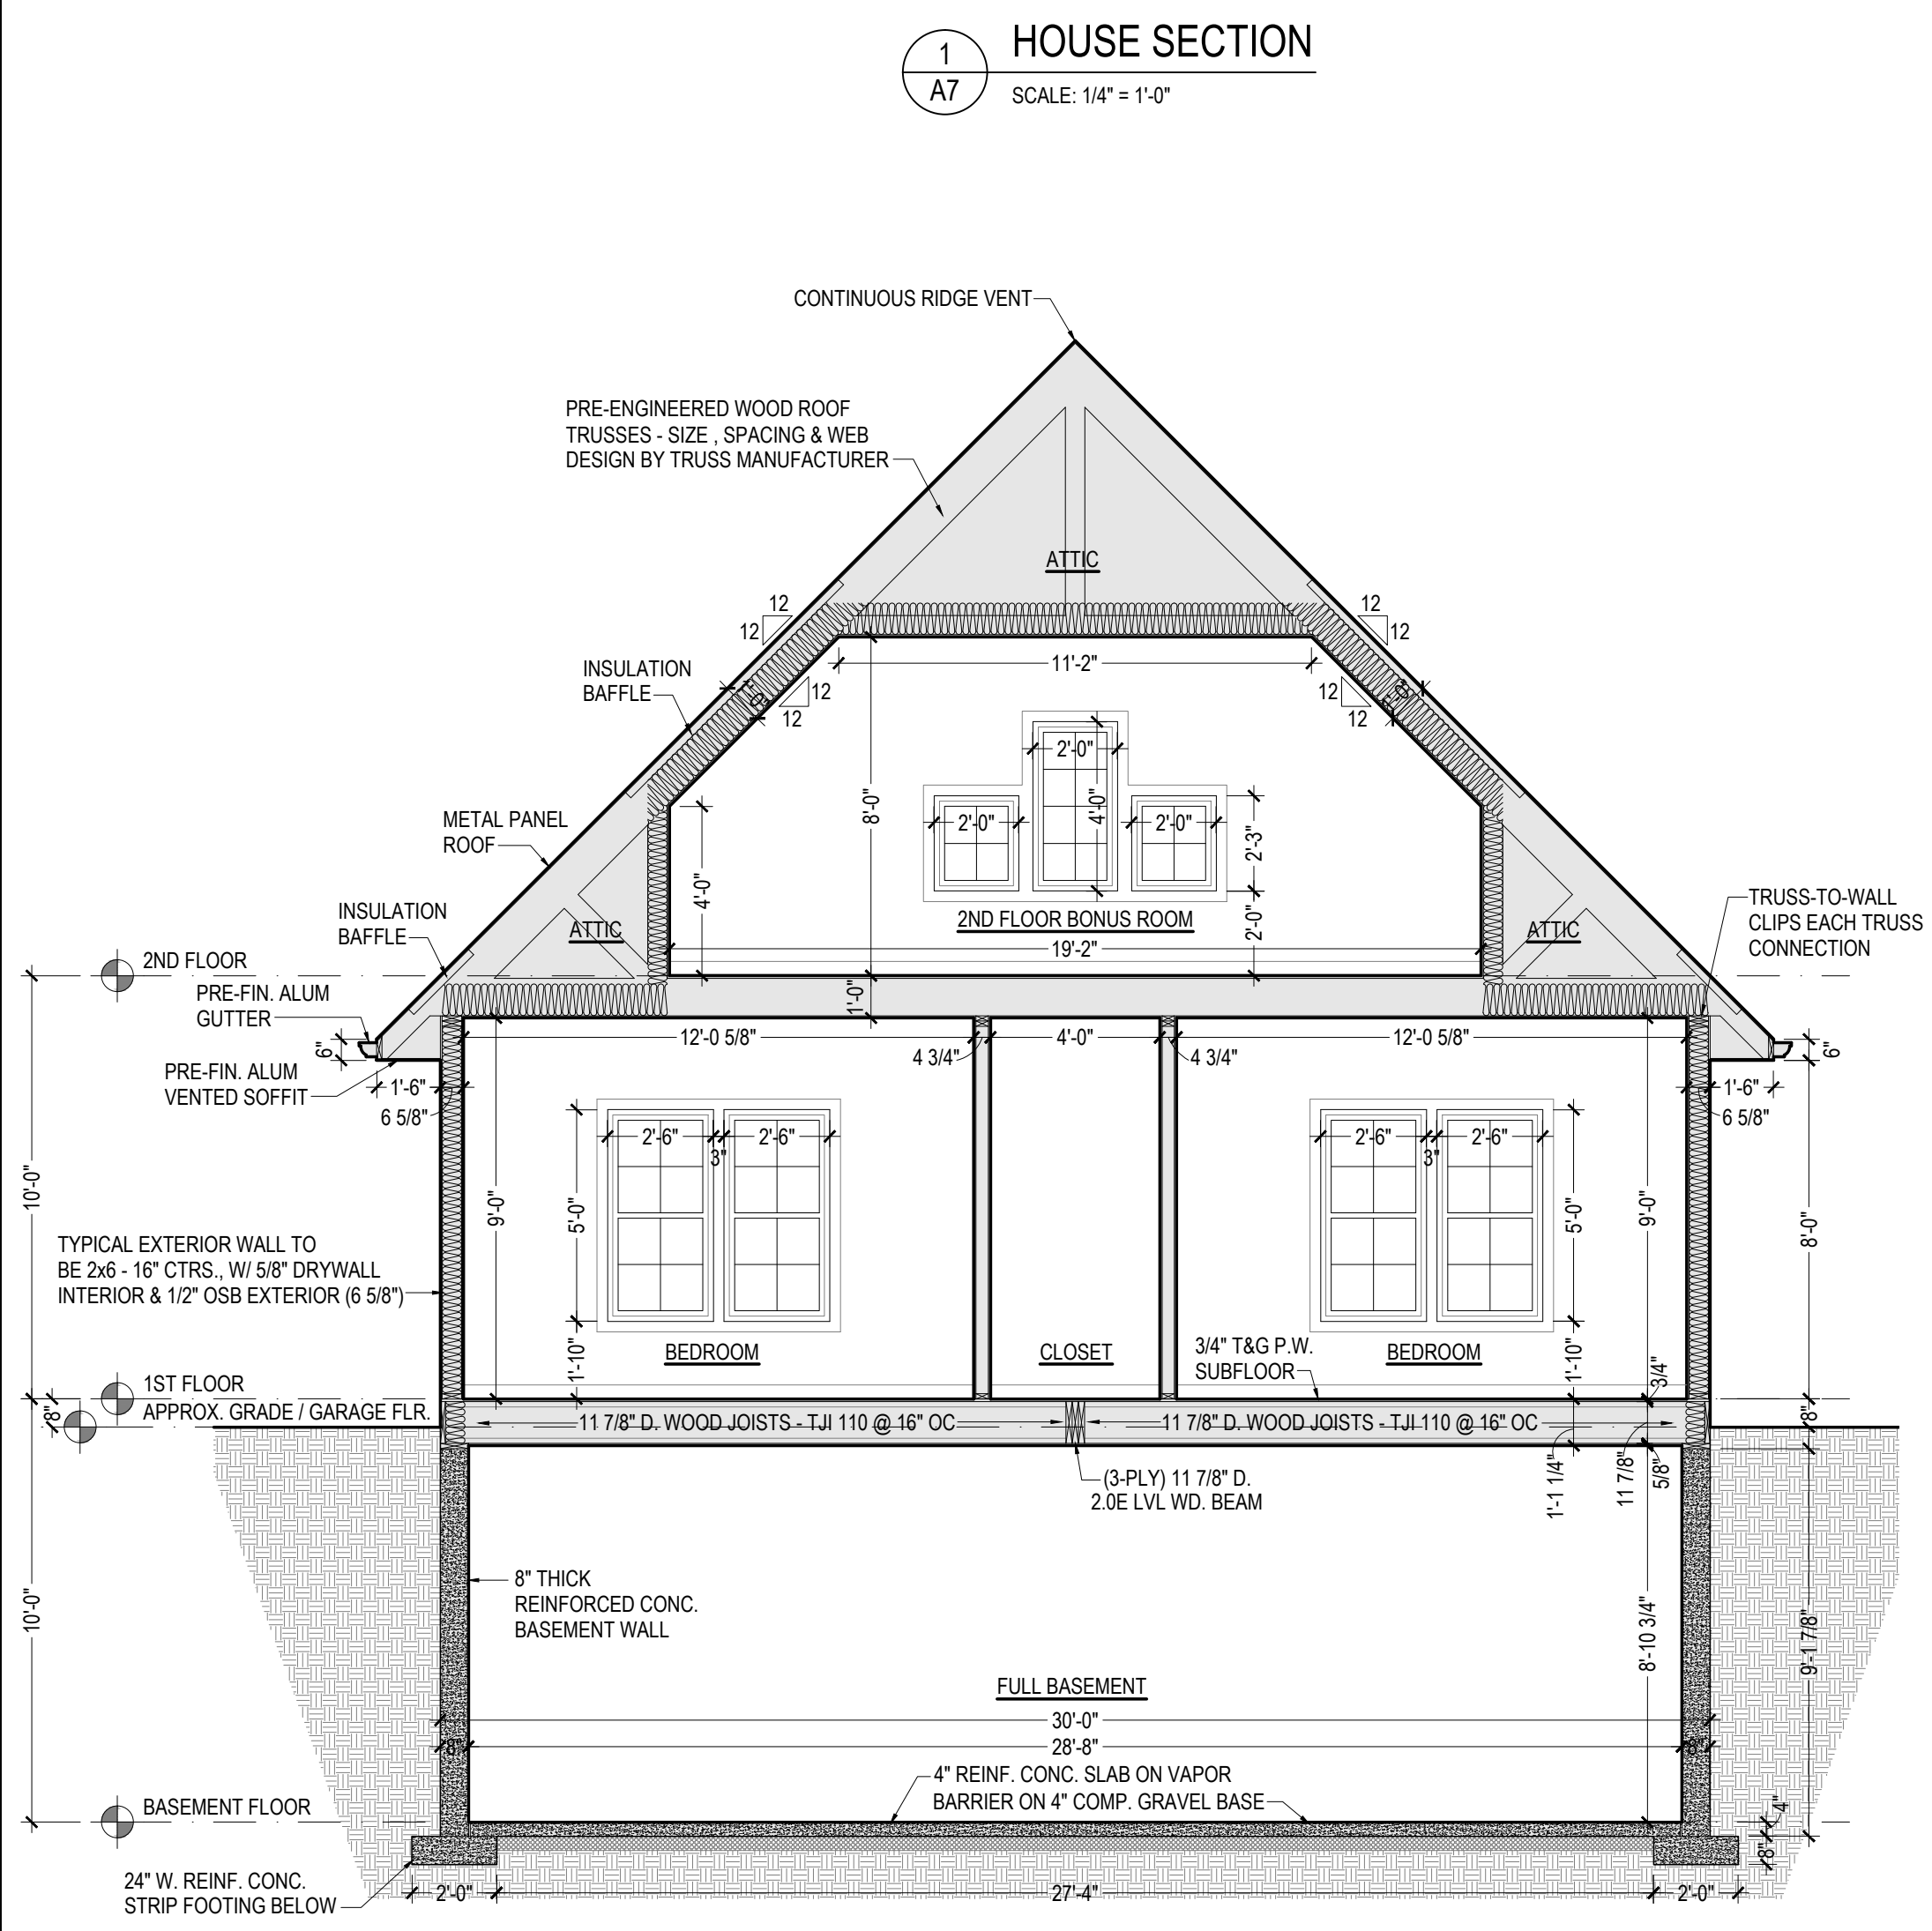 1
A7
HOUSE SECTION
SCALE: 1/4" = 1'-0"
CONTINUOUS RIDGE VENT
PRE-ENGINEERED WOOD ROOF
TRUSSES - SIZE , SPACING & WEB
DESIGN BY TRUSS MANUFACTURER
ATTIC
12
12
12
12
INSULATION
BAFFLE
11'-2"
12
12
12
12
2'-0"
METAL PANEL
ROOF
8'-0"
4'-0"
2'-0"
2'-0"
2'-3"
4'-0"
INSULATION
BAFFLE
ATTIC
2ND FLOOR BONUS ROOM
2'-0"
ATTIC
TRUSS-TO-WALL
CLIPS EACH TRUSS
CONNECTION
19'-2"
2ND FLOOR
PRE-FIN. ALUM
GUTTER
1'-0"
6"
12'-0 5/8"
4 3/4"
4'-0"
4 3/4"
12'-0 5/8"
6"
PRE-FIN. ALUM
VENTED SOFFIT
1'-6"
6 5/8"
1'-6"
6 5/8"
2'-6"
2'-6"
3"
2'-6"
2'-6"
3"
10'-0"
9'-0"
5'-0"
5'-0"
9'-0"
8'-0"
TYPICAL EXTERIOR WALL TO
BE 2x6 - 16" CTRS., W/ 5/8" DRYWALL
INTERIOR & 1/2" OSB EXTERIOR (6 5/8")
BEDROOM
CLOSET
3/4" T&G P.W.
SUBFLOOR
BEDROOM
1'-10"
1'-10"
3/4"
1ST FLOOR
APPROX. GRADE / GARAGE FLR.
8"
11 7/8" D. WOOD JOISTS - TJI 110 @ 16" OC
11 7/8" D. WOOD JOISTS - TJI 110 @ 16" OC
8"
(3-PLY) 11 7/8" D.
2.0E LVL WD. BEAM
1'-1 1/4"
11 7/8"
5/8"
8" THICK
REINFORCED CONC.
BASEMENT WALL
10'-0"
8'-10 3/4"
9'-1 7/8"
FULL BASEMENT
30'-0"
8"
28'-8"
8"
4" REINF. CONC. SLAB ON VAPOR
BARRIER ON 4" COMP. GRAVEL BASE
BASEMENT FLOOR
4"
8"
24" W. REINF. CONC.
STRIP FOOTING BELOW
2'-0"
27'-4"
2'-0"